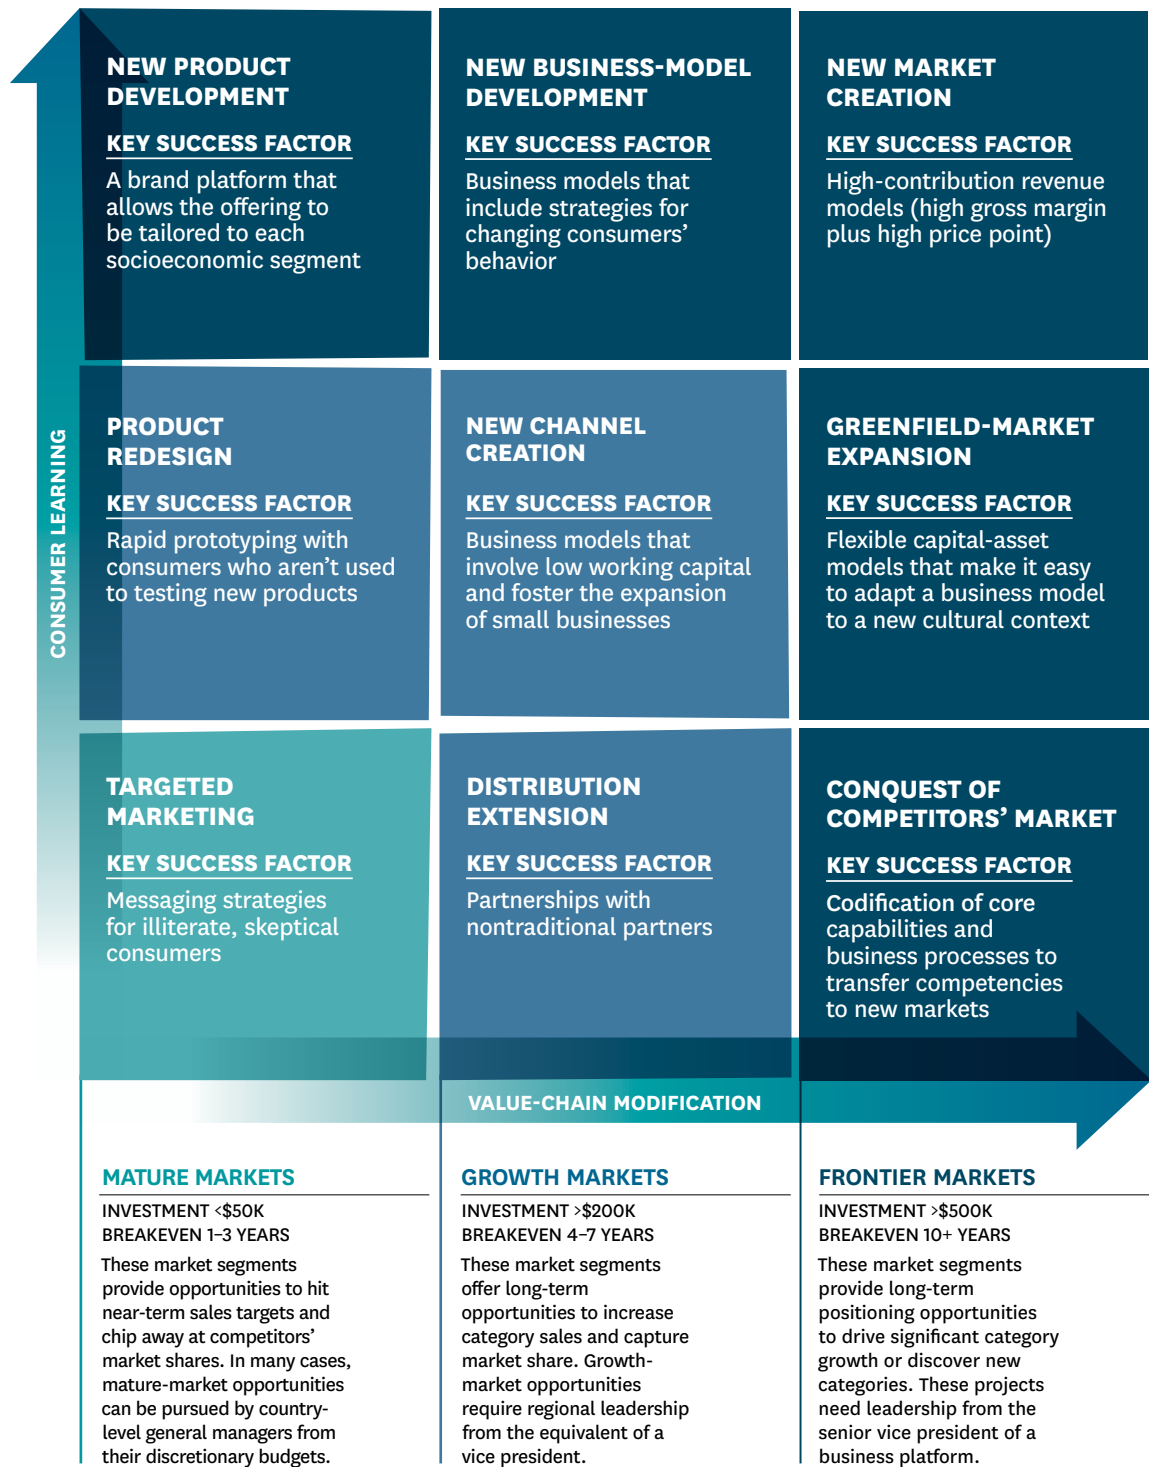 NEW PRODUCT
DEVELOPMENT
KEY SUCCESS FACTOR
A brand platform that
allows the offering to
be tailored to each
socioeconomic segment
NEW BUSINESS-MODEL
DEVELOPMENT
KEY SUCCESS FACTOR
Business models that
include strategies for
changing consumers’
behavior
NEW MARKET
CREATION
KEY SUCCESS FACTOR
High-contribution revenue
models (high gross margin
plus high price point)
CONSUMER LEARNING
PRODUCT
REDESIGN
KEY SUCCESS FACTOR
Rapid prototyping with
consumers who aren’t used
to testing new products
NEW CHANNEL
CREATION
KEY SUCCESS FACTOR
Business models that
involve low working capital
and foster the expansion
of small businesses
GREENFIELD-MARKET
EXPANSION
KEY SUCCESS FACTOR
Flexible capital-asset
models that make it easy
to adapt a business model
to a new cultural context
TARGETED
MARKETING
KEY SUCCESS FACTOR
Messaging strategies
for illiterate, skeptical
consumers
DISTRIBUTION
EXTENSION
KEY SUCCESS FACTOR
Partnerships with
nontraditional partners
CONQUEST OF
COMPETITORS’ MARKET
KEY SUCCESS FACTOR
Codification of core
capabilities and
business processes to
transfer competencies
to new markets
VALUE-CHAIN MODIFICATION
MATURE MARKETS
INVESTMENT <$50K
BREAKEVEN 1–3 YEARS
These market segments
provide opportunities to hit
near-term sales targets and
chip away at competitors’
market shares. In many cases,
mature-market opportunities
can be pursued by country-
level general managers from
their discretionary budgets.
GROWTH MARKETS
INVESTMENT >$200K
BREAKEVEN 4–7 YEARS
These market segments
offer long-term
opportunities to increase
category sales and capture
market share. Growth-
market opportunities
require regional leadership
from the equivalent of a
vice president.
FRONTIER MARKETS
INVESTMENT >$500K
BREAKEVEN 10+ YEARS
These market segments
provide long-term
positioning opportunities
to drive significant category
growth or discover new
categories. These projects
need leadership from the
senior vice president of a
business platform.